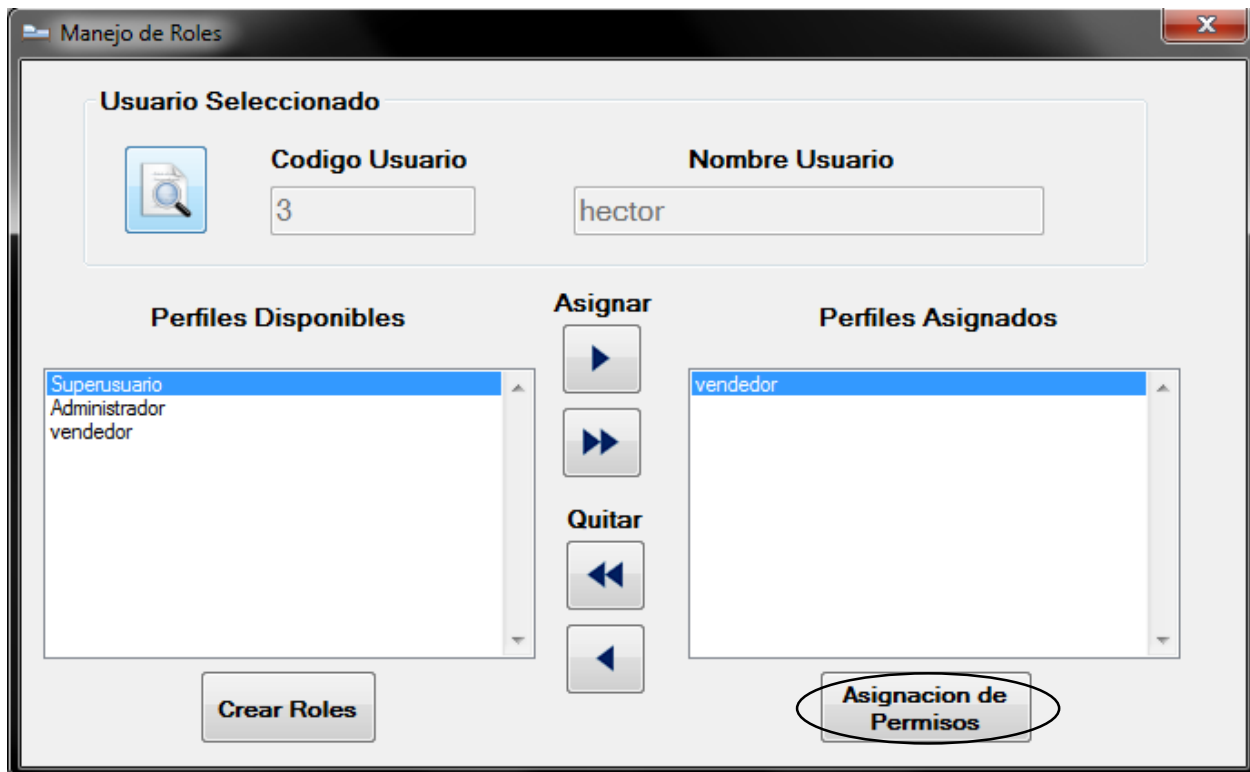 Manejo de Roles
Usuario Seleccionado
Codigo Usuario
Nombre Usuario
3
hector
Perfiles Disponibles
Asignar
Perfiles Asignados
Superusuario
Administrador
vendedor
vendedor
Quitar
Crear Roles
Asignacion de
Permisos